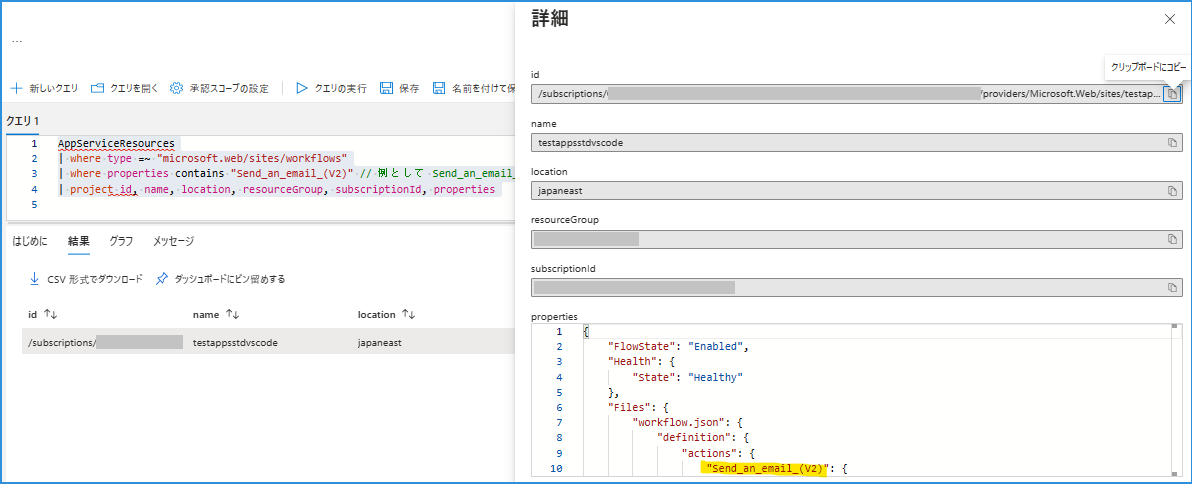 …
新しいクエリ クエリを開く 承認スコープの設定 クエリの実行 保存 名前を付けて保
クエリ 1
1 AppServiceResources
2 | where type =~ "microsoft.web/sites/workflows"
3 | where properties contains "Send_an_email_(V2)" // 例として Send_an_email_
4 | project id, name, location, resourceGroup, subscriptionId, properties
5
はじめに 結果 グラフ メッセージ
CSV 形式でダウンロード ダッシュボードにピン留めする
id ↑↓ name ↑↓ location ↑↓
/subscriptions/ testappsstdvscode japaneast
詳細
クリップボードにコピー
id
/subscriptions/ /providers/Microsoft.Web/sites/testap...
name
testappsstdvscode
location
japaneast
resourceGroup
subscriptionId
properties
1 {
2 "FlowState": "Enabled",
3 "Health": {
4 "State": "Healthy"
5 },
6 "Files": {
7 "workflow.json": {
8 "definition": {
9 "actions": {
10 "Send_an_email_(V2)": {